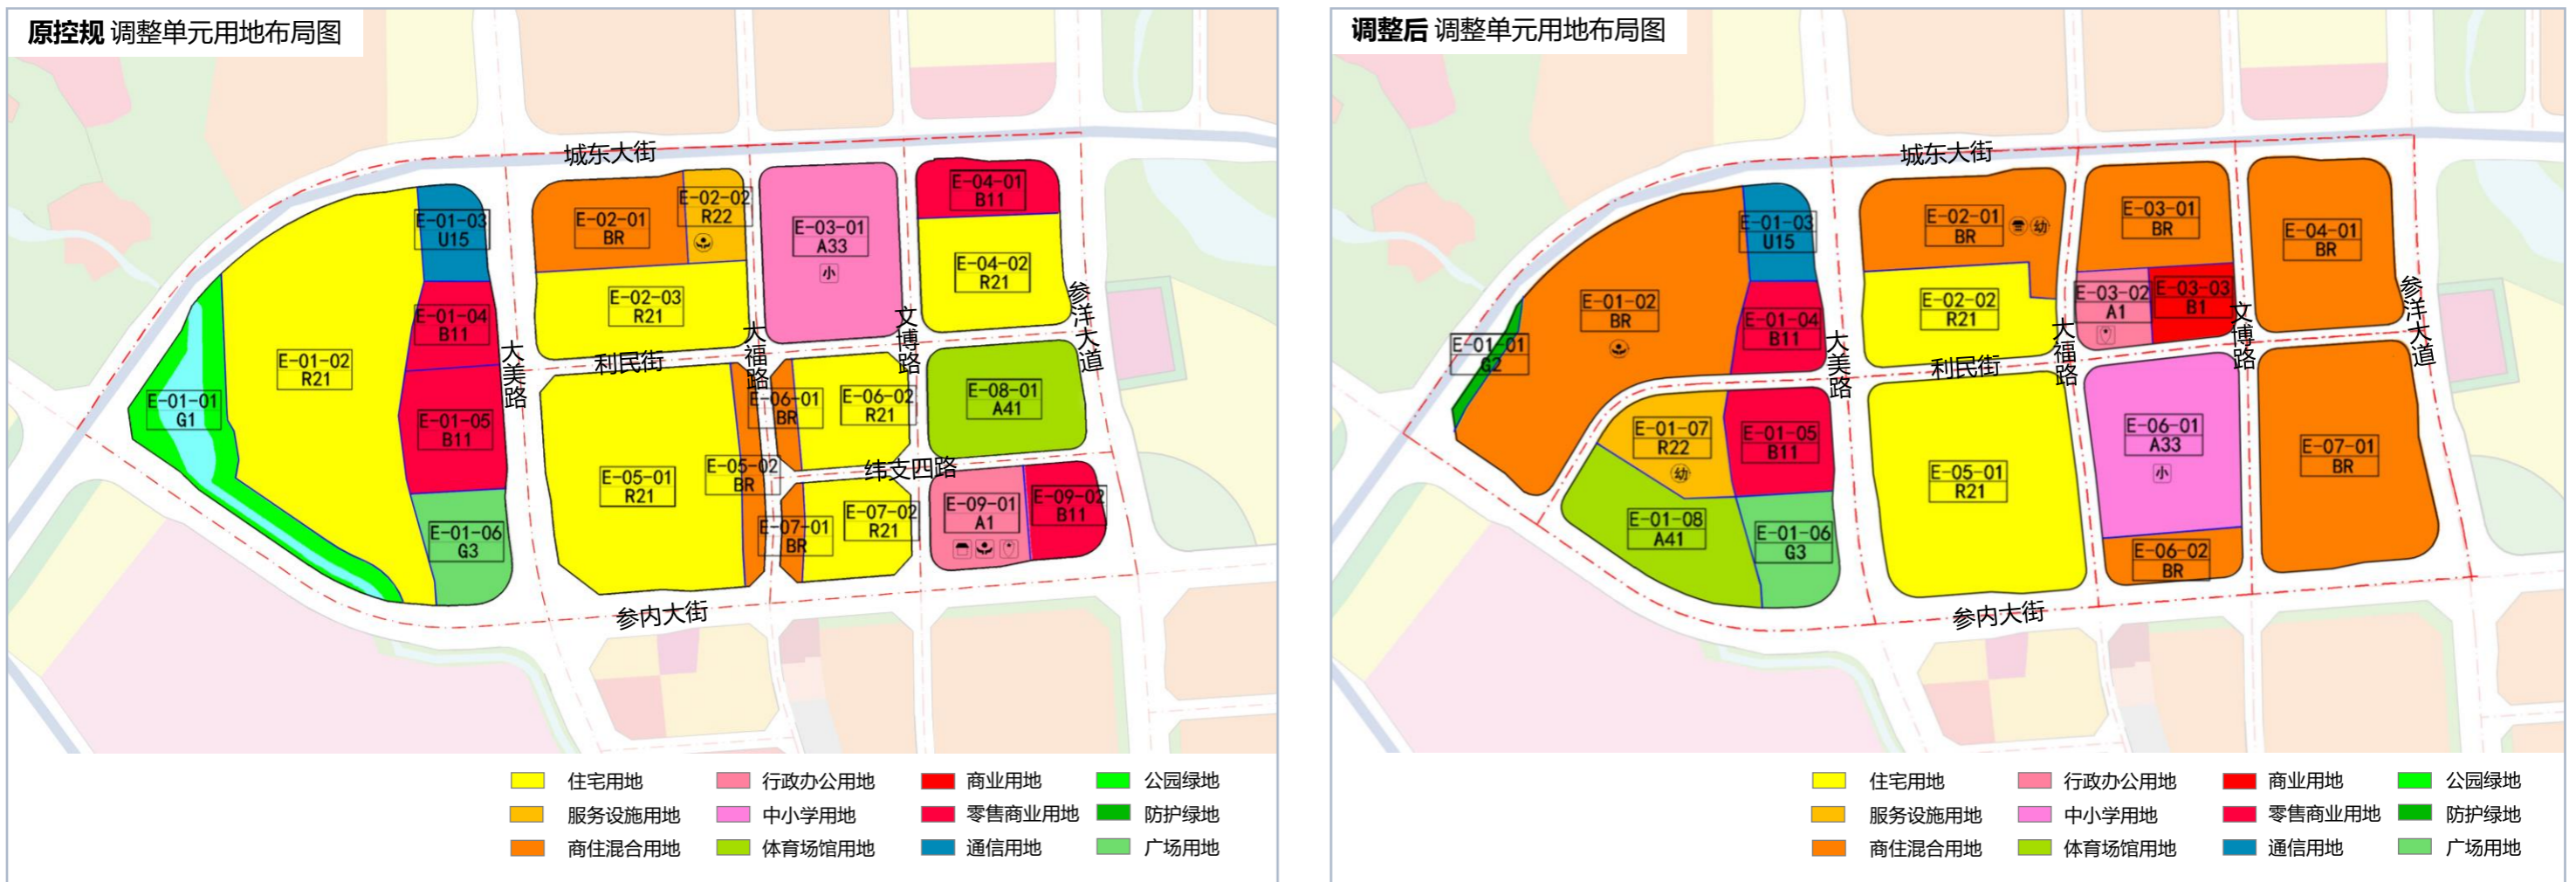 原控规 调整单元用地布局图
城东大街
E-01-03
U15
E-02-01
BR
E-02-02
R22
E-03-01
A33
小
E-04-01
B11
E-04-02
R21
E-02-03
R21
E-01-04
B11
E-01-02
R21
E-01-01
G1
E-01-05
B11
E-01-06
G3
大美路
利民街
大福路
文博路
参洋大道
E-05-01
R21
E-05-02
BR
E-06-01
BR
E-06-02
R21
E-08-01
A41
纬支四路
E-07-01
BR
E-07-02
R21
E-09-01
A1
E-09-02
B11
参内大街
住宅用地
行政办公用地
商业用地
公园绿地
服务设施用地
中小学用地
零售商业用地
防护绿地
商住混合用地
体育场馆用地
通信用地
广场用地
调整后 调整单元用地布局图
城东大街
E-01-03
U15
E-02-01
BR
幼
E-03-01
BR
E-04-01
BR
E-01-02
BR
E-01-04
B11
E-02-02
R21
E-03-02
A1
E-03-03
B1
E-01-01
G2
大美路
利民街
大福路
文博路
参洋大道
E-01-07
R22
幼
E-01-05
B11
E-05-01
R21
E-06-01
A33
小
E-07-01
BR
E-01-08
A41
E-01-06
G3
E-06-02
BR
参内大街
住宅用地
行政办公用地
商业用地
公园绿地
服务设施用地
中小学用地
零售商业用地
防护绿地
商住混合用地
体育场馆用地
通信用地
广场用地